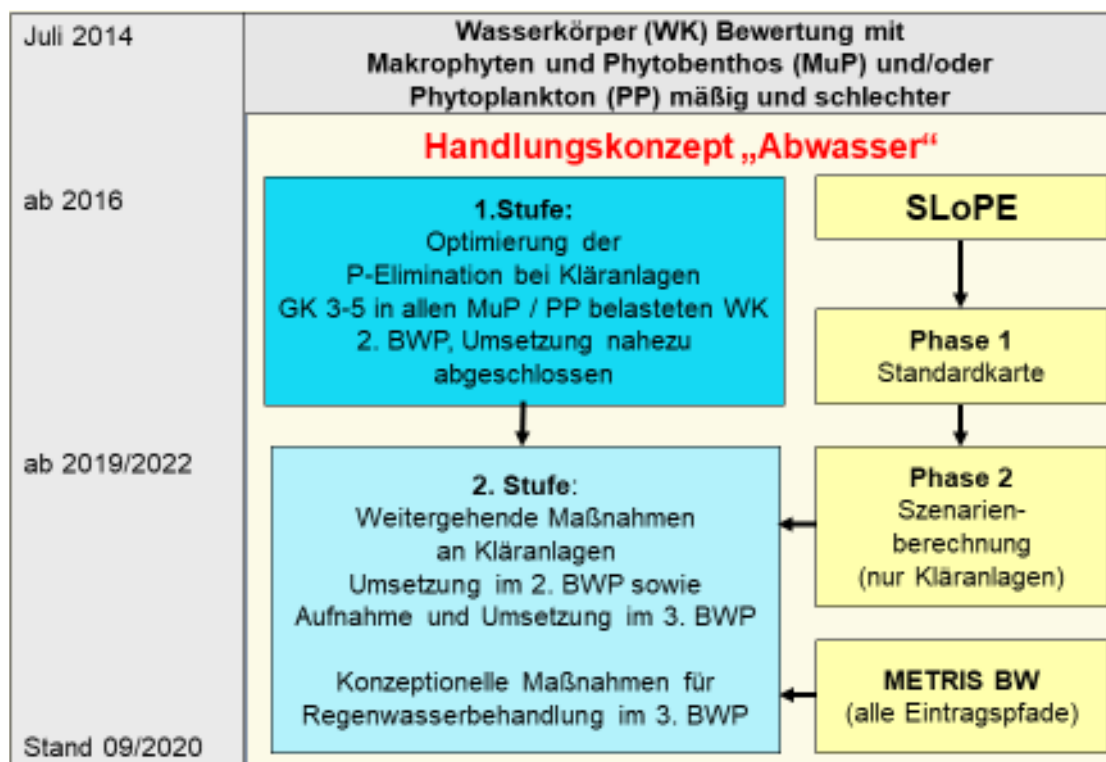 Juli 2014
Wasserkörper (WK) Bewertung mit
Makrophyten und Phytobenthos (MuP) und/oder
Phytoplankton (PP) mäßig und schlechter
Handlungskonzept „Abwasser“
ab 2016
1.Stufe:
Optimierung der
P-Elimination bei Kläranlagen
GK 3-5 in allen MuP / PP belasteten WK
2. BWP, Umsetzung nahezu
abgeschlossen
SLoPE
Phase 1
Standardkarte
ab 2019/2022
2. Stufe:
Weitergehende Maßnahmen
an Kläranlagen
Umsetzung im 2. BWP sowie
Aufnahme und Umsetzung im 3. BWP
Konzeptionelle Maßnahmen für
Regenwasserbehandlung im 3. BWP
Phase 2
Szenarien-
berechnung
(nur Kläranlagen)
METRIS BW
(alle Eintragspfade)
Stand 09/2020